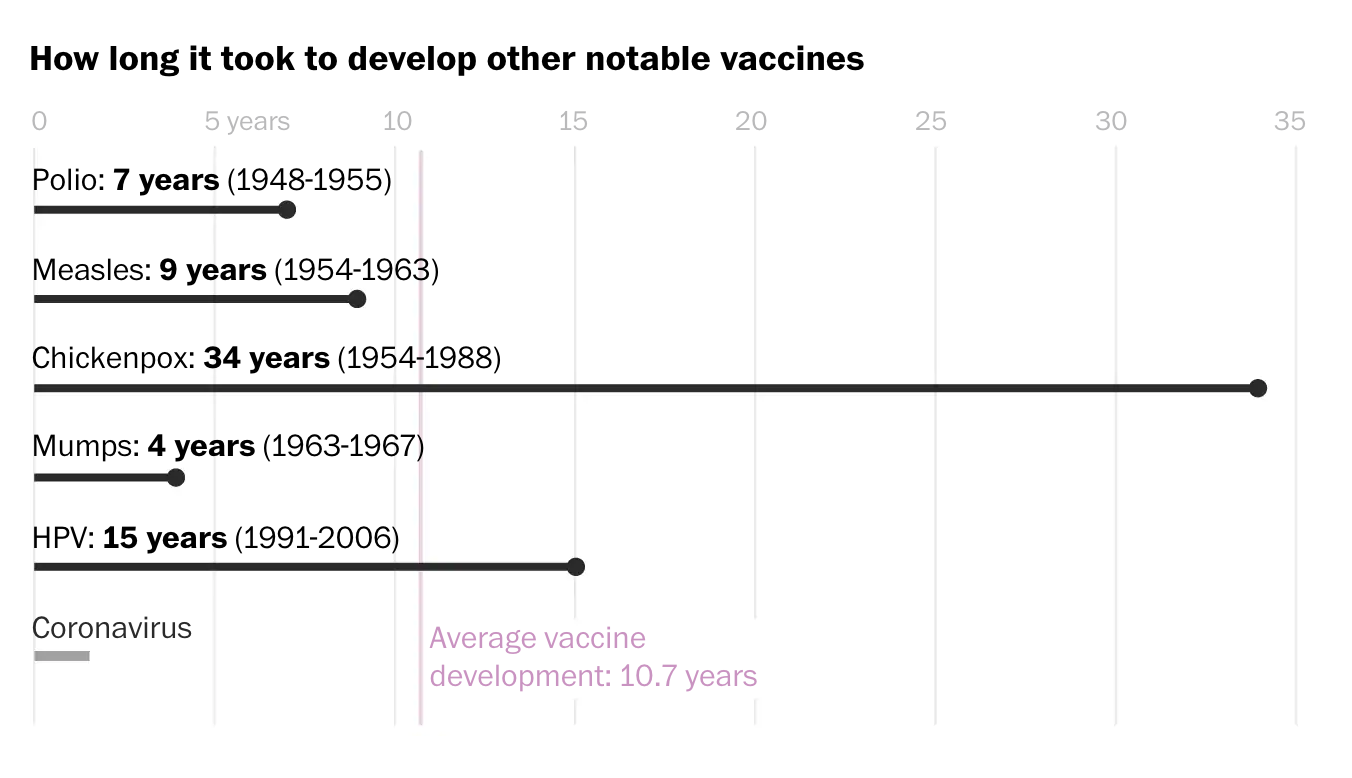 How long it took to develop other notable vaccines
0 5 years 10 15 20 25 30 35
Polio: 7 years (1948-1955)
Measles: 9 years (1954-1963)
Chickenpox: 34 years (1954-1988)
Mumps: 4 years (1963-1967)
HPV: 15 years (1991-2006)
Coronavirus
Average vaccine
development: 10.7 years